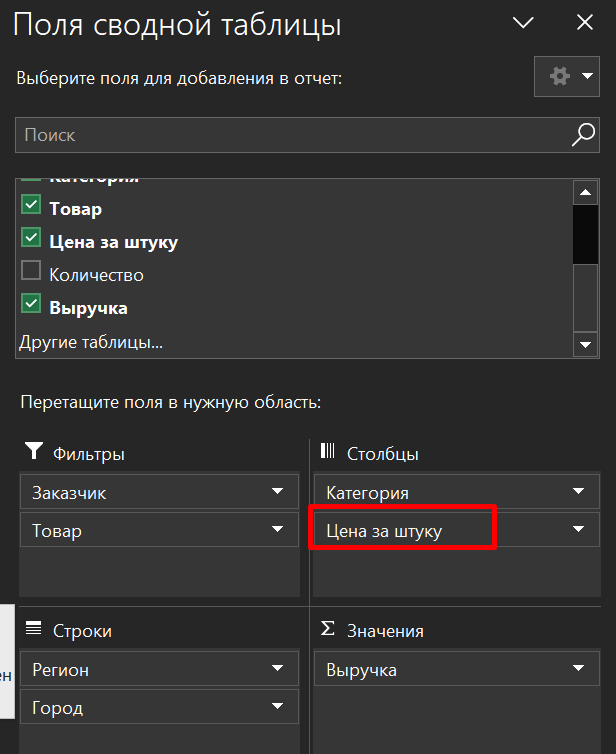 Поля сводной таблицы
Выберите поля для добавления в отчет:
Поиск
Категория
Товар
Цена за штуку
Количество
Выручка
Другие таблицы...
Перетащите поля в нужную область:
Фильтры
Заказчик
Товар
Столбцы
Категория
Цена за штуку
Строки
Регион
Город
Значения
Выручка